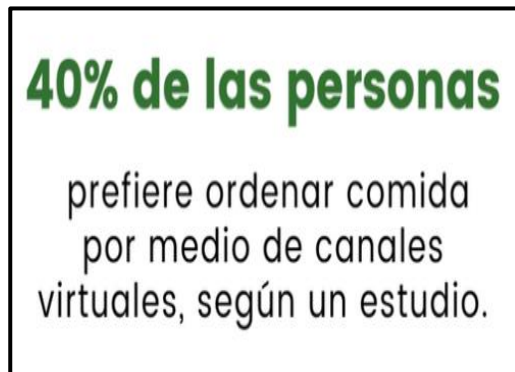 40% de las personas
prefiere ordenar comida
por medio de canales
virtuales, según un estudio.